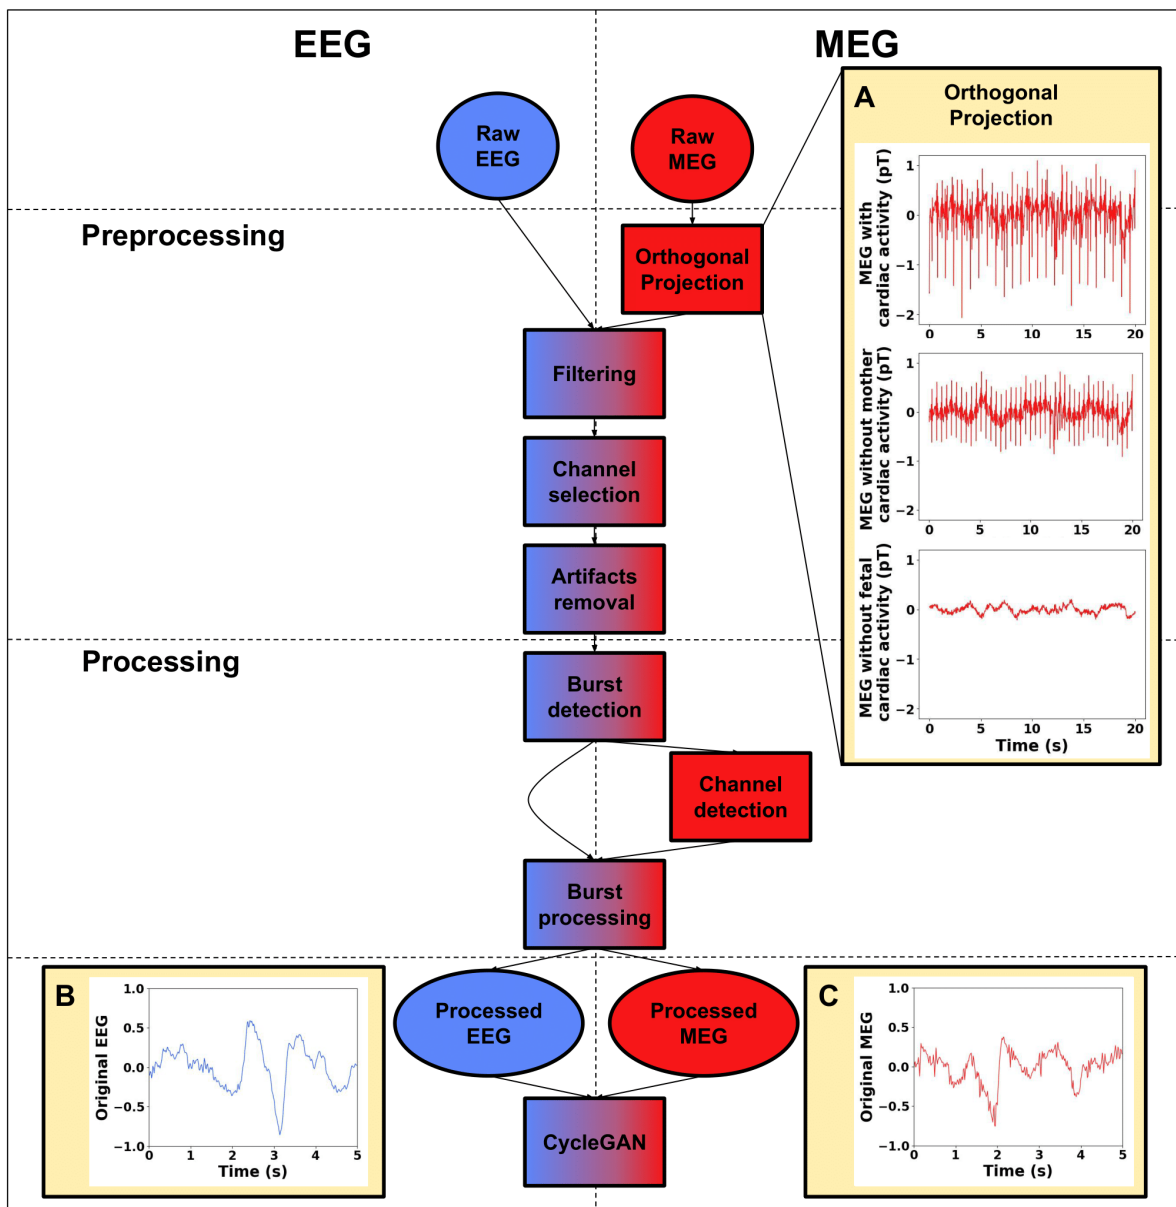 EEG
MEG
Raw
EEG
Raw
MEG
Preprocessing
Orthogonal
Projection
Filtering
Channel
selection
Artifacts
removal
Processing
Burst
detection
Channel
detection
Burst
processing
Processed
EEG
Processed
MEG
CycleGAN
A
Orthogonal
Projection
MEG with
cardiac activity (pT)
1
0
−1
−2
0 5 10 15 20
MEG without mother
cardiac activity (pT)
1
0
−1
−2
0 5 10 15 20
MEG without fetal
cardiac activity (pT)
1
0
−1
−2
0 5 10 15 20
Time (s)
B
Original EEG
1.0
0.5
0.0
−0.5
−1.0
0 1 2 3 4 5
Time (s)
C
Original MEG
1.0
0.5
0.0
−0.5
−1.0
0 1 2 3 4 5
Time (s)